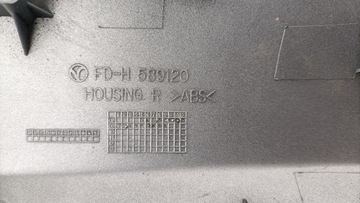 FD-H 589120
HOUSING R >ABS<